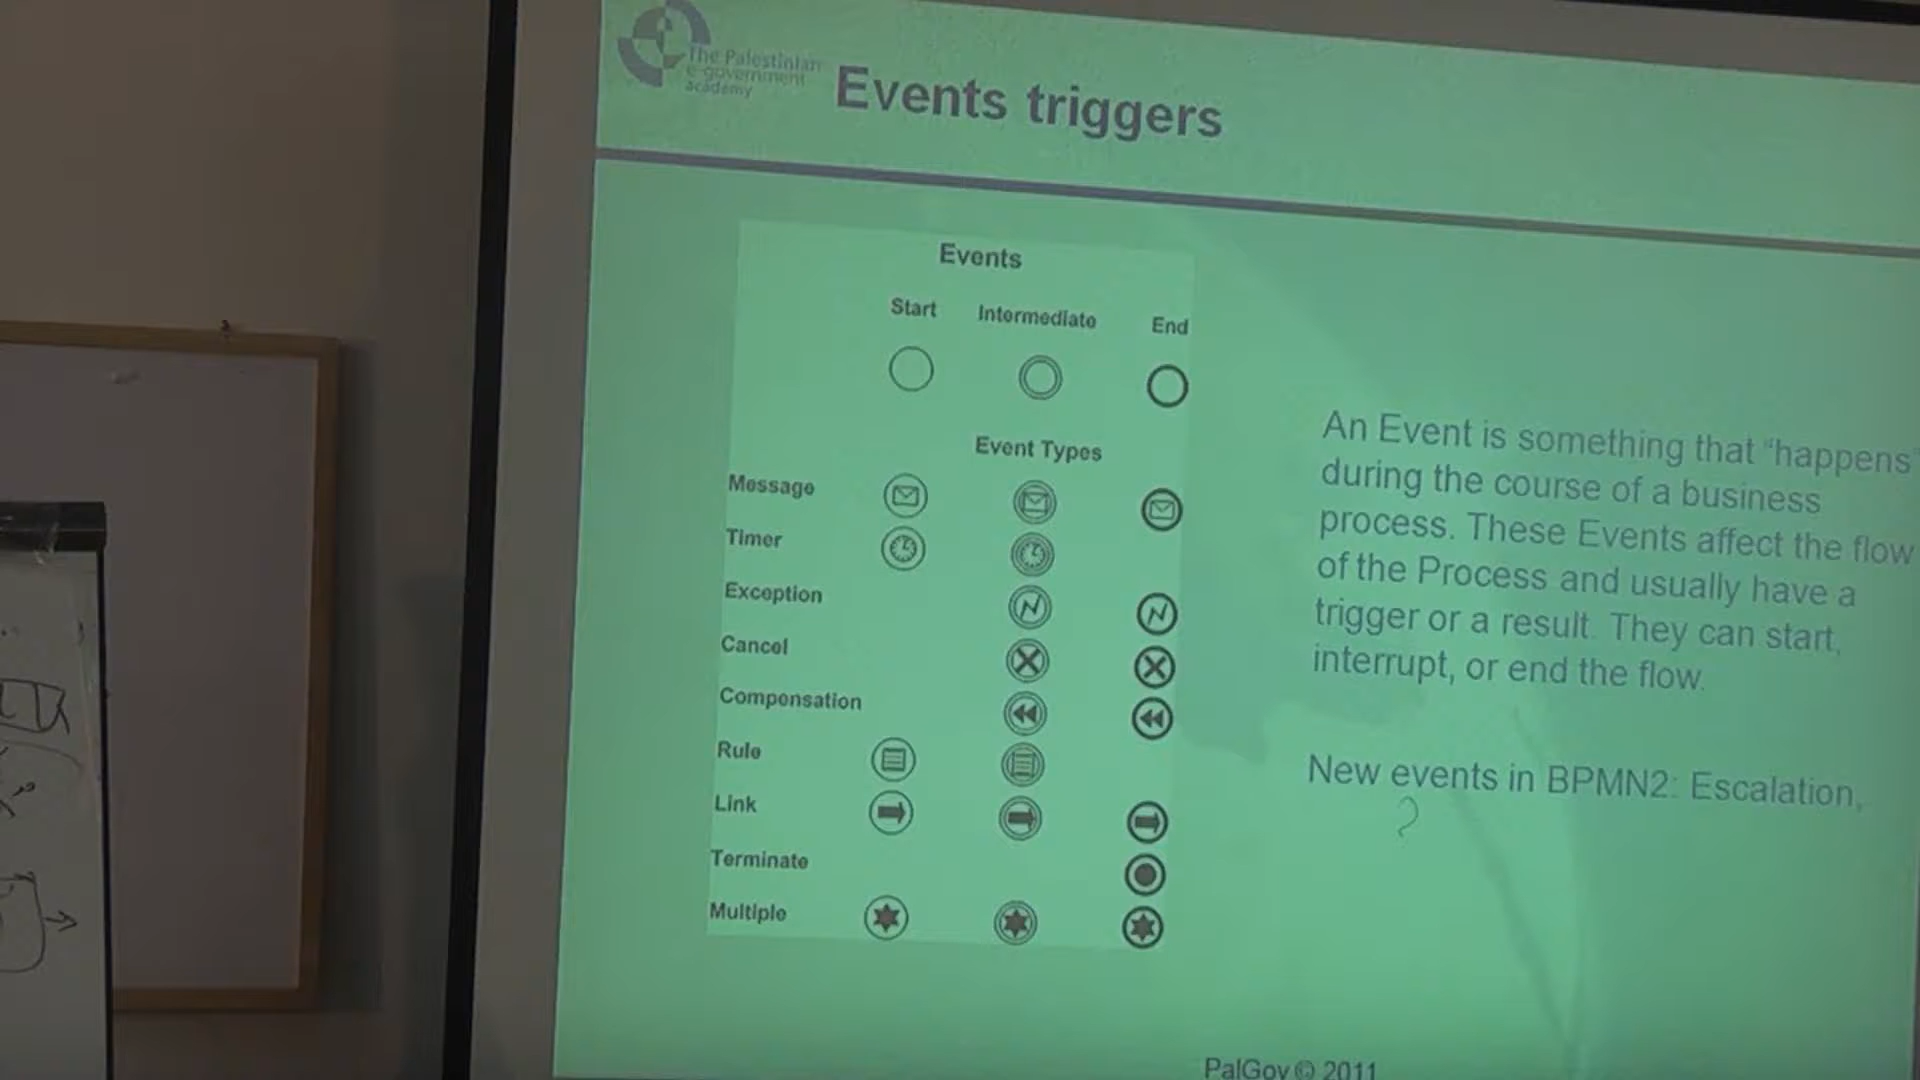 The Palestinian
e-government
academy
Events triggers
Events
Start Intermediate End
Event Types
Message
Timer
Exception
Cancel
Compensation
Rule
Link
Terminate
Multiple
An Event is something that "happens"
during the course of a business
process. These Events affect the flow
of the Process and usually have a
trigger or a result. They can start,
interrupt, or end the flow.
New events in BPMN2: Escalation,
?
PalGov © 2011